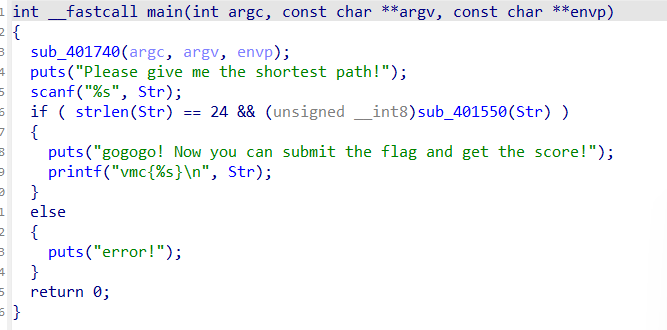 1 int __fastcall main(int argc, const char **argv, const char **envp)
2 {
3 sub_401740(argc, argv, envp);
4 puts("Please give me the shortest path!");
5 scanf("%s", Str);
6 if ( strlen(Str) == 24 && (unsigned __int8)sub_401550(Str) )
7 {
8 puts("gogogo! Now you can submit the flag and get the score!");
9 printf("vmc{%s}\n", Str);
0 }
1 else
2 {
3 puts("error!");
4 }
5 return 0;
6 }